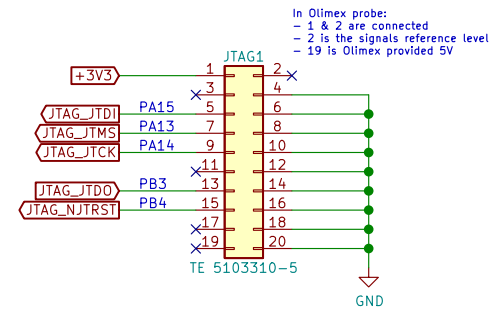 In Olimex probe:
- 1 & 2 are connected
- 2 is the signals reference level
- 19 is Olimex provided 5V
JTAG1
+3V3 1 2
3 4
JTAG_JTDI PA15 5 6
JTAG_JTMS PA13 7 8
JTAG_JTCK PA14 9 10
11 12
JTAG_JTDO PB3 13 14
JTAG_NJTRST PB4 15 16
17 18
19 20
TE 5103310-5
GND